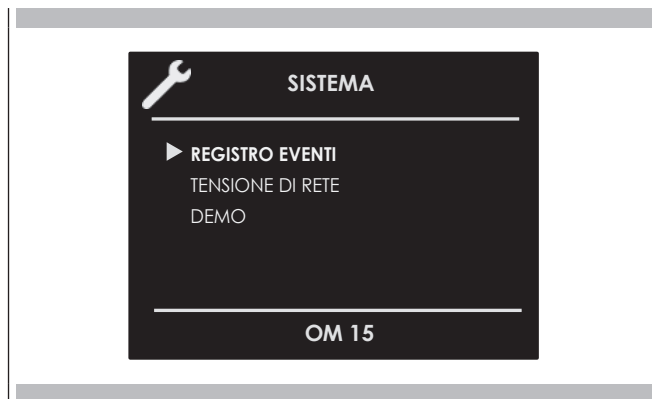 SISTEMA
REGISTRO EVENTI
TENSIONE DI RETE
DEMO
OM 15